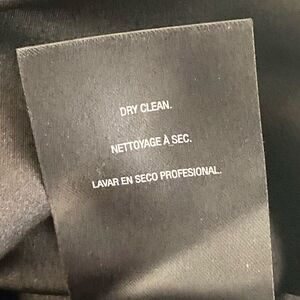 DRY CLEAN.
NETTOYAGE À SEC.
LAVAR EN SECO PROFESIONAL.